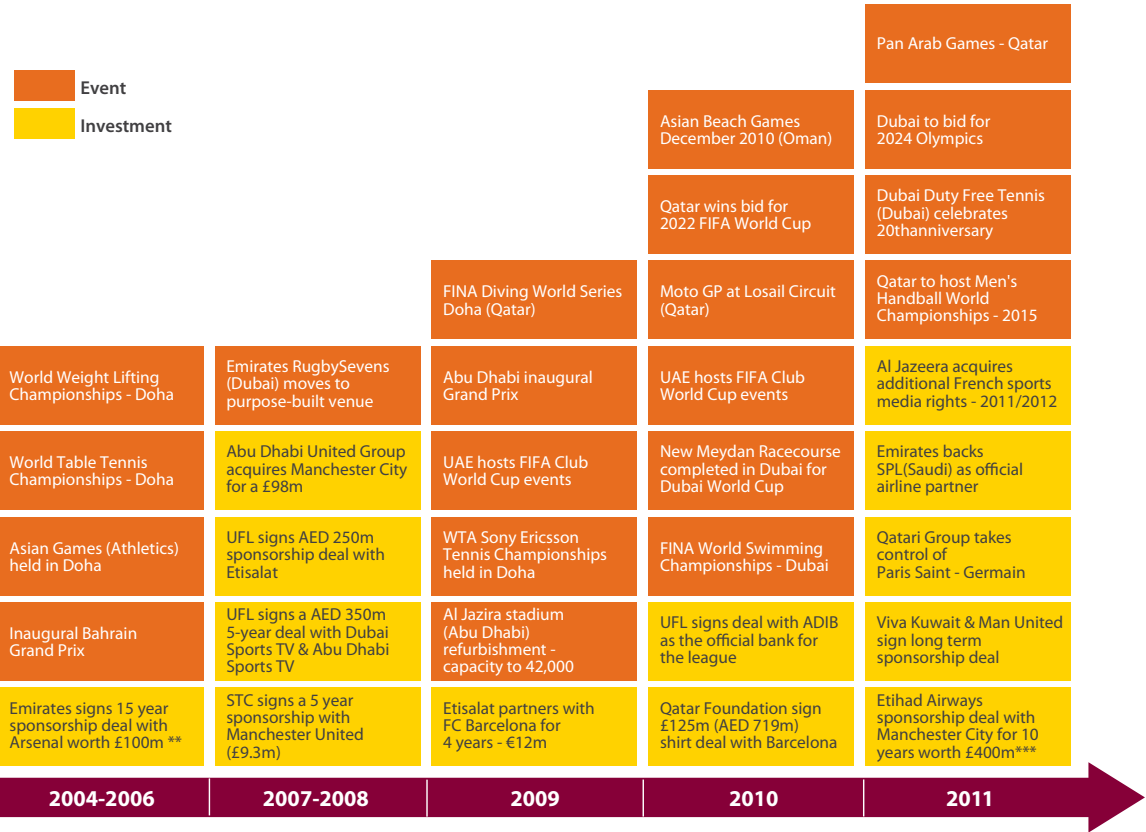 Event
Investment
World Weight Lifting
Championships - Doha
World Table Tennis
Championships - Doha
Asian Games (Athletics)
held in Doha
Inaugural Bahrain
Grand Prix
Emirates signs 15 year
sponsorship deal with
Arsenal worth £100m **
Emirates RugbySevens
(Dubai) moves to
purpose-built venue
Abu Dhabi United Group
acquires Manchester City
for a £98m
UFL signs AED 250m
sponsorship deal with
Etisalat
UFL signs a AED 350m
5-year deal with Dubai
Sports TV & Abu Dhabi
Sports TV
STC signs a 5 year
sponsorship with
Manchester United
(£9.3m)
FINA Diving World Series
Doha (Qatar)
Abu Dhabi inaugural
Grand Prix
UAE hosts FIFA Club
World Cup events
WTA Sony Ericsson
Tennis Championships
held in Doha
Al Jazira stadium
(Abu Dhabi)
refurbishment -
capacity to 42,000
Etisalat partners with
FC Barcelona for
4 years - €12m
Asian Beach Games
December 2010 (Oman)
Qatar wins bid for
2022 FIFA World Cup
Moto GP at Losail Circuit
(Qatar)
UAE hosts FIFA Club
World Cup events
New Meydan Racecourse
completed in Dubai for
Dubai World Cup
FINA World Swimming
Championships - Dubai
UFL signs deal with ADIB
as the official bank for
the league
Qatar Foundation sign
£125m (AED 719m)
shirt deal with Barcelona
Pan Arab Games - Qatar
Dubai to bid for
2024 Olympics
Dubai Duty Free Tennis
(Dubai) celebrates
20thanniversary
Qatar to host Men's
Handball World
Championships - 2015
Al Jazeera acquires
additional French sports
media rights - 2011/2012
Emirates backs
SPL(Saudi) as official
airline partner
Qatari Group takes
control of
Paris Saint - Germain
Viva Kuwait & Man United
sign long term
sponsorship deal
Etihad Airways
sponsorship deal with
Manchester City for 10
years worth £400m***
2004-2006
2007-2008
2009
2010
2011